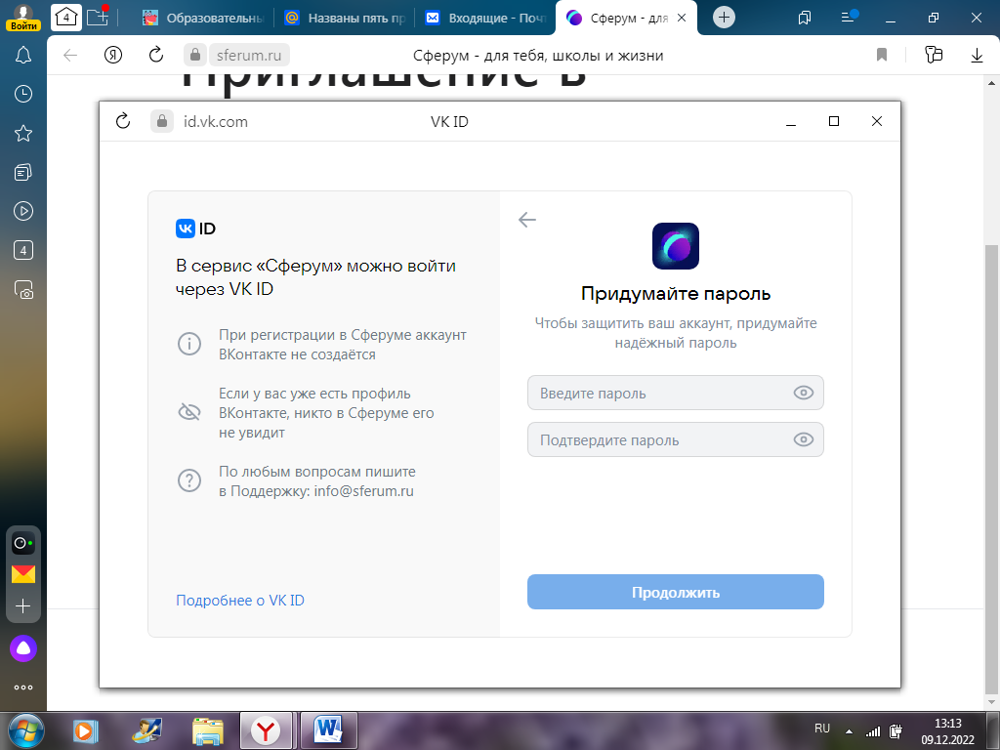 Войти
4
Образовательны
Названы пять пр
Входящие - Почт
Сферум - для
sferum.ru
Сферум - для тебя, школы и жизни
Приглашение в
id.vk.com
VK ID
4
VK ID
В сервис «Сферум» можно войти
через VK ID
При регистрации в Сферуме аккаунт
ВКонтакте не создаётся
Если у вас уже есть профиль
ВКонтакте, никто в Сферуме его
не увидит
По любым вопросам пишите
в Поддержку: info@sferum.ru
Подробнее о VK ID
Придумайте пароль
Чтобы защитить ваш аккаунт, придумайте
надёжный пароль
Введите пароль
Подтвердите пароль
Продолжить
RU
13:13
09.12.2022